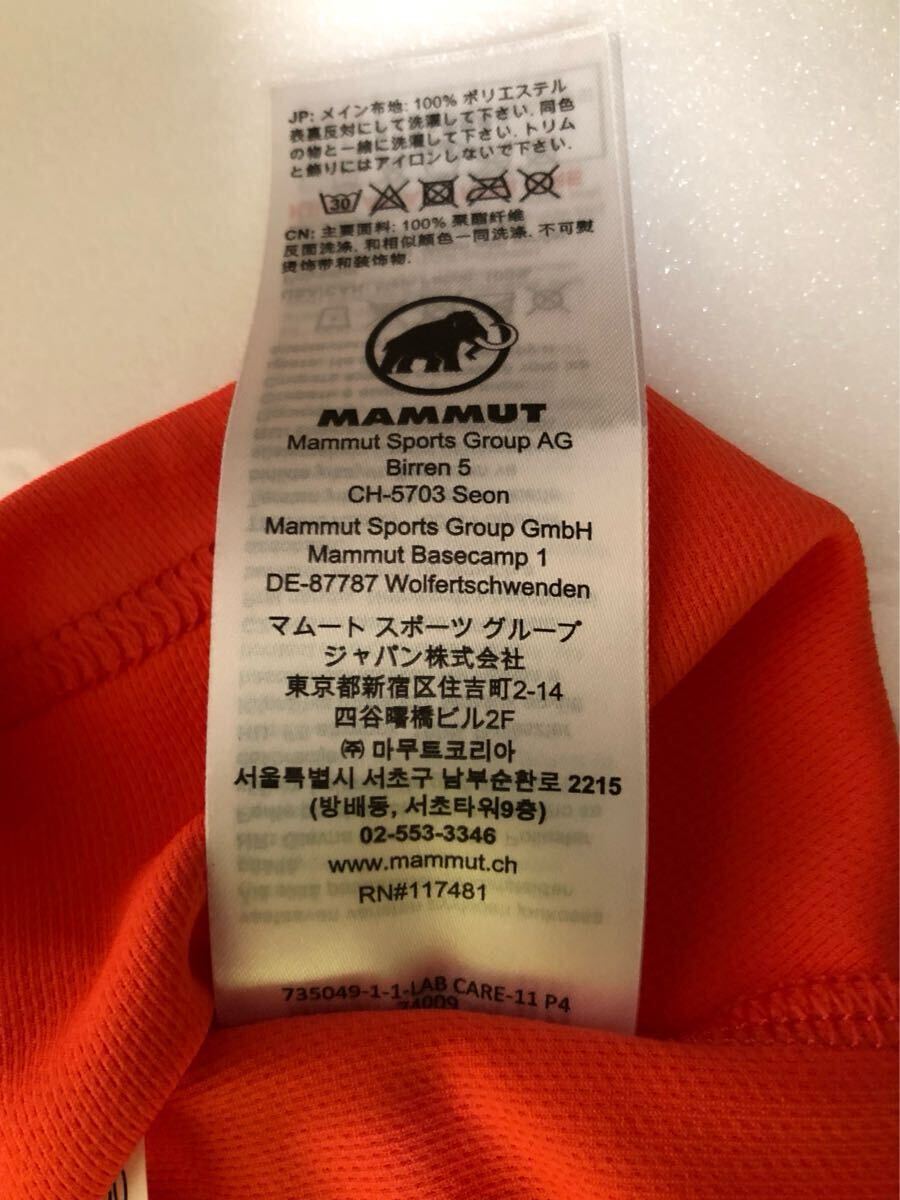 JP: メイン布地: 100% ポリエステル
表裏反対にして洗濯して下さい. 同色
の物と一緒に洗濯して下さい. トリム
と飾りにはアイロンしないで下さい.
30
CN: 主要面料: 100% 聚脂纤维
反面洗涤. 和相似颜色一同洗涤. 不可熨
烫饰带和装饰物.
MAMMUT
Mammut Sports Group AG
Birren 5
CH-5703 Seon
Mammut Sports Group GmbH
Mammut Basecamp 1
DE-87787 Wolfertschwenden
マムート スポーツ グループ
ジャパン株式会社
東京都新宿区住吉町2-14
四谷曙橋ビル2F
㈜ 마무트코리아
서울특별시 서초구 남부순환로 2215
(방배동, 서초타워9층)
02-553-3346
www.mammut.ch
RN#117481
735049-1-1-LAB CARE-11 P4
74009